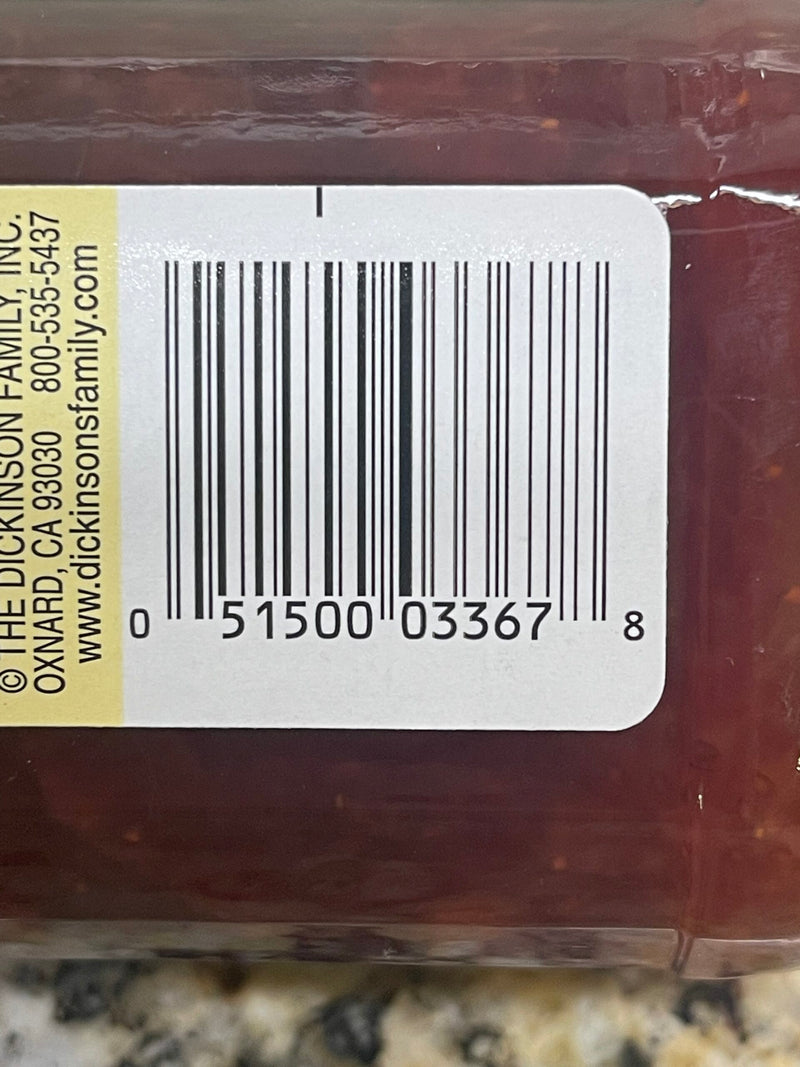 © THE DICKINSON FAMILY, INC.
OXNARD, CA 93030 800-535-5437
www.dickinsonsfamily.com
0 51500 03367 8